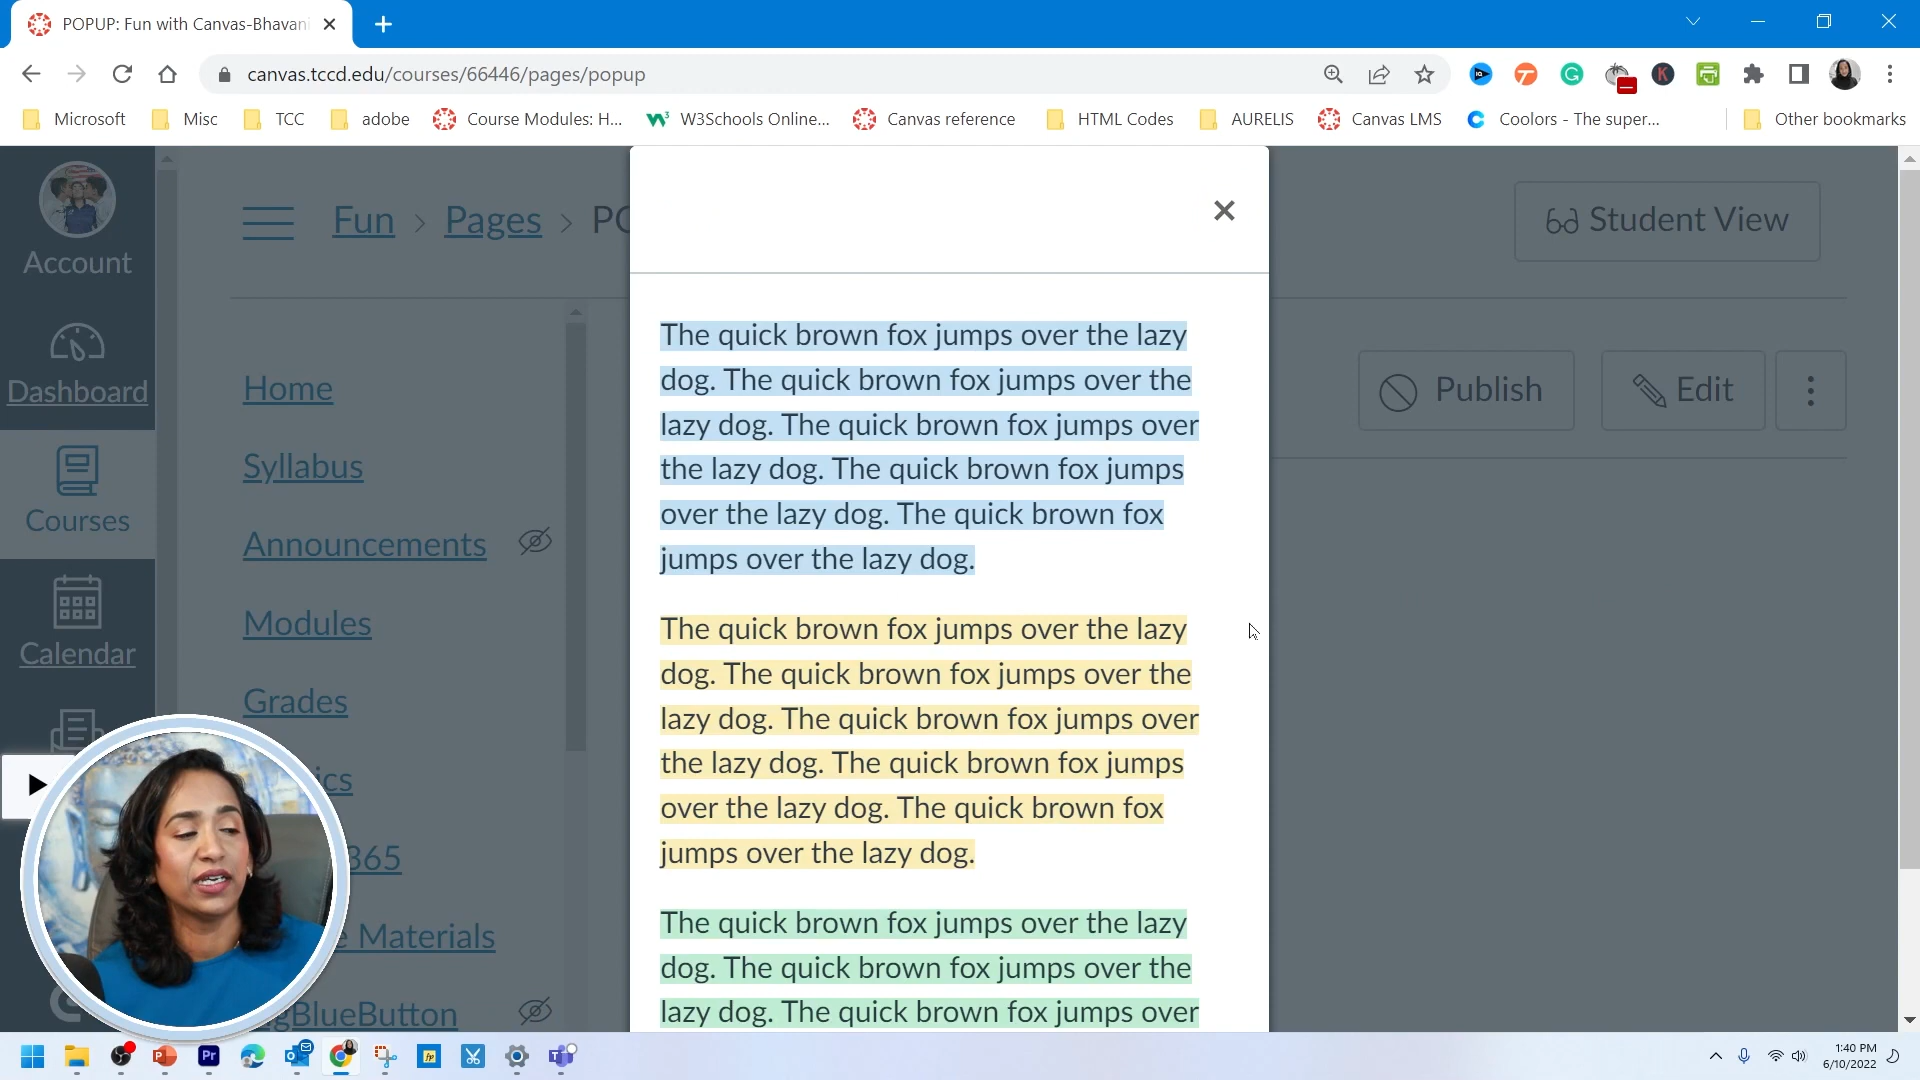 POPUP: Fun with Canvas-Bhavani
canvas.tccd.edu/courses/66446/pages/popup
Microsoft Misc TCC adobe Course Modules: H... W3Schools Online... Canvas reference HTML Codes AURELIS Canvas LMS Coolors - The super... Other bookmarks
Account
Dashboard
Courses
Calendar
Fun > Pages > PO
Student View
Publish
Edit
Home
Syllabus
Announcements
Modules
Grades
cs
365
e Materials
gBlueButton
The quick brown fox jumps over the lazy
dog. The quick brown fox jumps over the
lazy dog. The quick brown fox jumps over
the lazy dog. The quick brown fox jumps
over the lazy dog. The quick brown fox
jumps over the lazy dog.
The quick brown fox jumps over the lazy
dog. The quick brown fox jumps over the
lazy dog. The quick brown fox jumps over
the lazy dog. The quick brown fox jumps
over the lazy dog. The quick brown fox
jumps over the lazy dog.
The quick brown fox jumps over the lazy
dog. The quick brown fox jumps over the
lazy dog. The quick brown fox jumps over
1:40 PM
6/10/2022